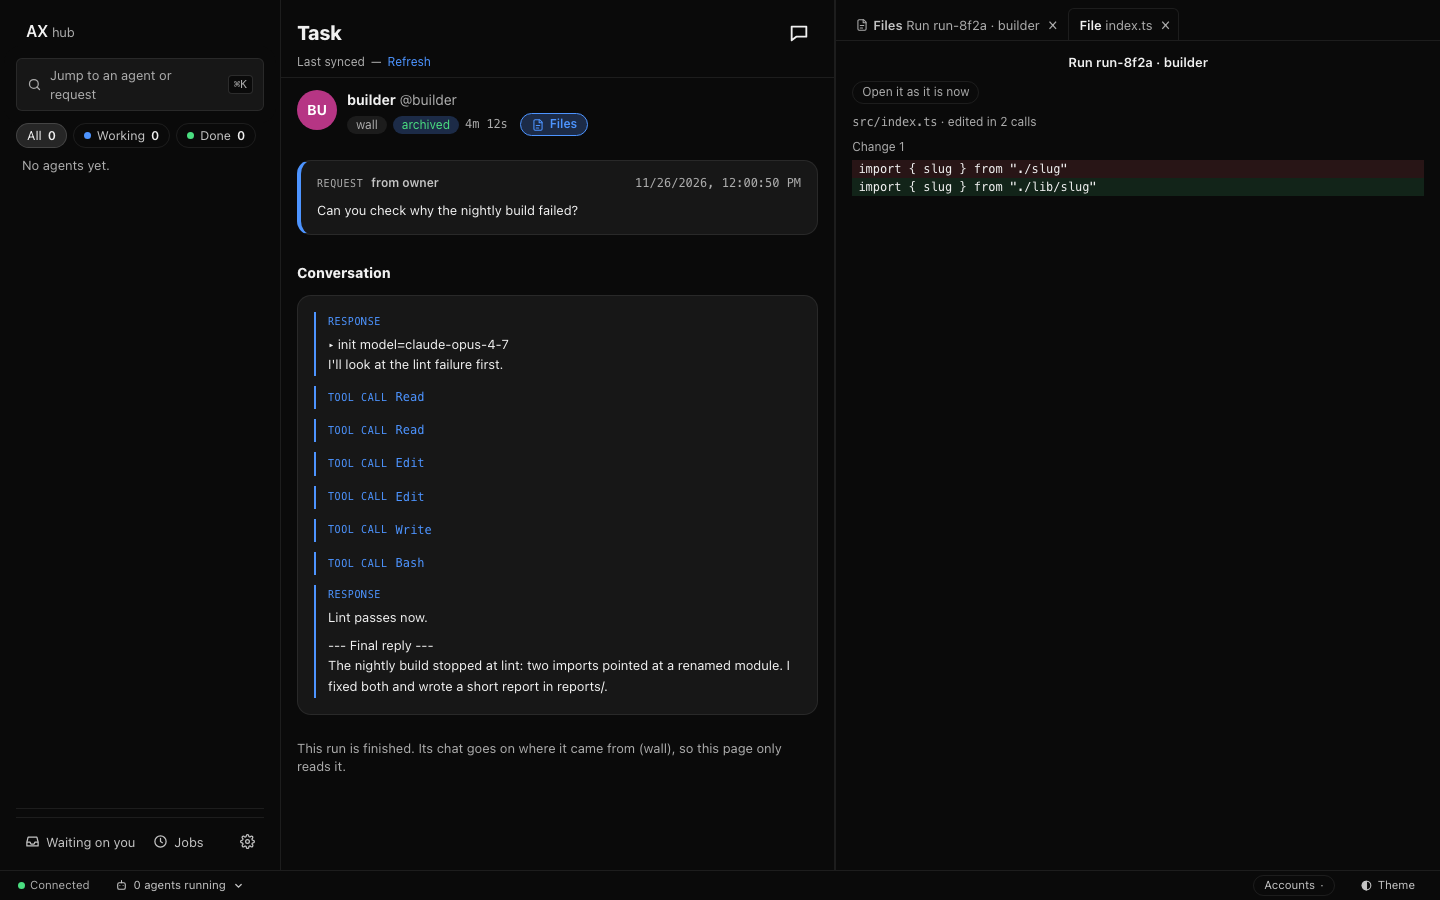 AX hub
Jump to an agent or
request
⌘K
All 0
Working 0
Done 0
No agents yet.
Waiting on you
Jobs
Task
Last synced — Refresh
BU
builder @builder
wall archived 4m 12s Files
REQUEST from owner 11/26/2026, 12:00:50 PM
Can you check why the nightly build failed?
Conversation
RESPONSE
▸ init model=claude-opus-4-7
I'll look at the lint failure first.
TOOL CALL Read
TOOL CALL Read
TOOL CALL Edit
TOOL CALL Edit
TOOL CALL Write
TOOL CALL Bash
RESPONSE
Lint passes now.
--- Final reply ---
The nightly build stopped at lint: two imports pointed at a renamed module. I
fixed both and wrote a short report in reports/.
This run is finished. Its chat goes on where it came from (wall), so this page only
reads it.
Files Run run-8f2a · builder ×
File index.ts ×
Run run-8f2a · builder
Open it as it is now
src/index.ts · edited in 2 calls
Change 1
import { slug } from "./slug"
import { slug } from "./lib/slug"
Connected
0 agents running
Accounts ·
Theme